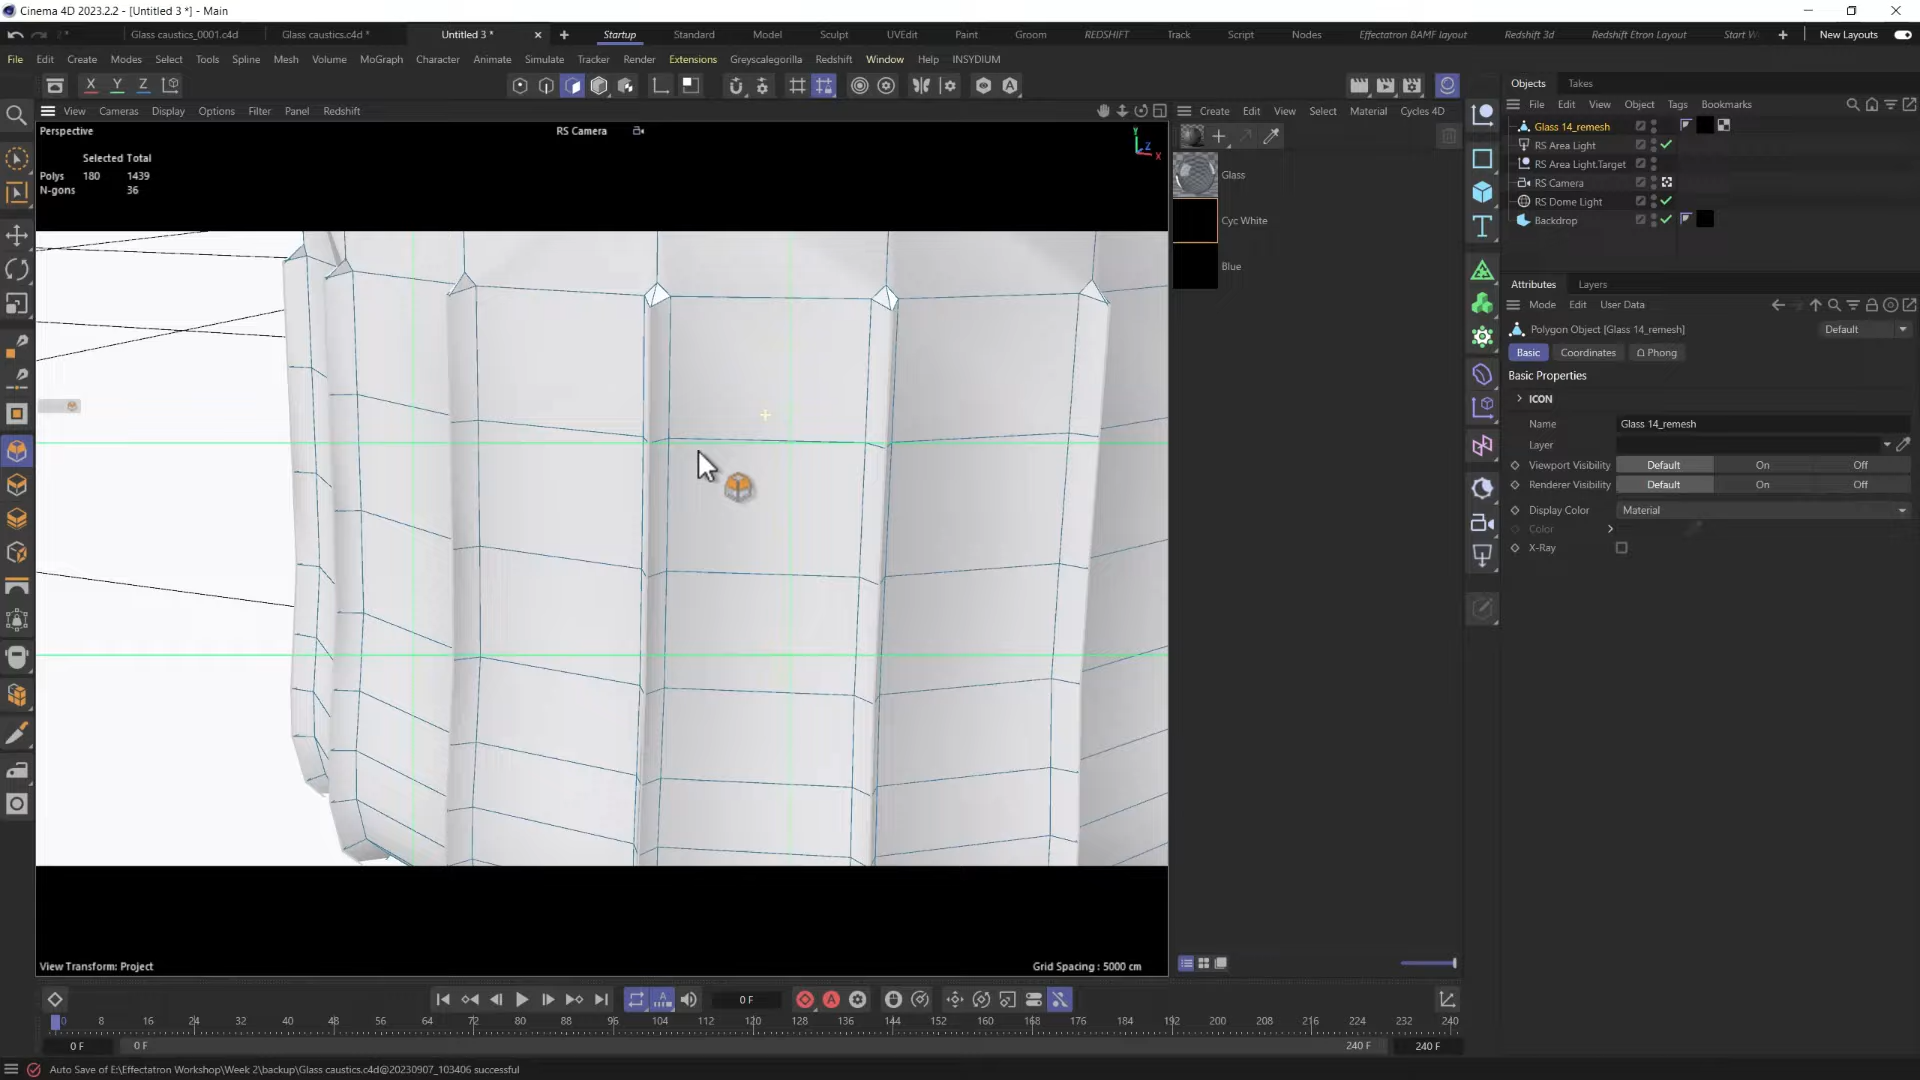 Cinema 4D 2023.2.2 - [Untitled 3 *] - Main
Glass caustics_0001.c4d
Glass caustics.c4d *
Untitled 3 *
Startup
Standard
Model
Sculpt
UVEdit
Paint
Groom
REDSHIFT
Track
Script
Nodes
Effectatron BAMF layout
Redshift 3d
Redshift Etron Layout
Start W
New Layouts
File Edit Create Modes Select Tools Spline Mesh Volume MoGraph Character Animate Simulate Tracker Render Extensions Greyscalegorilla Redshift Window Help INSYDIUM
X Y Z
View Cameras Display Options Filter Panel Redshift
Perspective
RS Camera
Selected Total
Polys 180 1439
N-gons 36
Y
Z
X
View Transform: Project
Grid Spacing : 5000 cm
Create Edit View Select Material Cycles 4D
Glass
Cyc White
Blue
Objects Takes
File Edit View Object Tags Bookmarks
Glass 14_remesh
RS Area Light
RS Area Light.Target
RS Camera
RS Dome Light
Backdrop
Attributes Layers
Mode Edit User Data
Polygon Object [Glass 14_remesh]
Default
Basic Coordinates Phong
Basic Properties
ICON
Name Glass 14_remesh
Layer
Viewport Visibility Default On Off
Renderer Visibility Default On Off
Display Color Material
Color
X-Ray
0 F
0 8 16 24 32 40 48 56 64 72 80 88 96 104 112 120 128 136 144 152 160 168 176 184 192 200 208 216 224 232 240
0 F 0 F 240 F 240 F
Auto Save of E:\Effectatron Workshop\Week 2\backup\Glass caustics.c4d@20230907_103406 successful